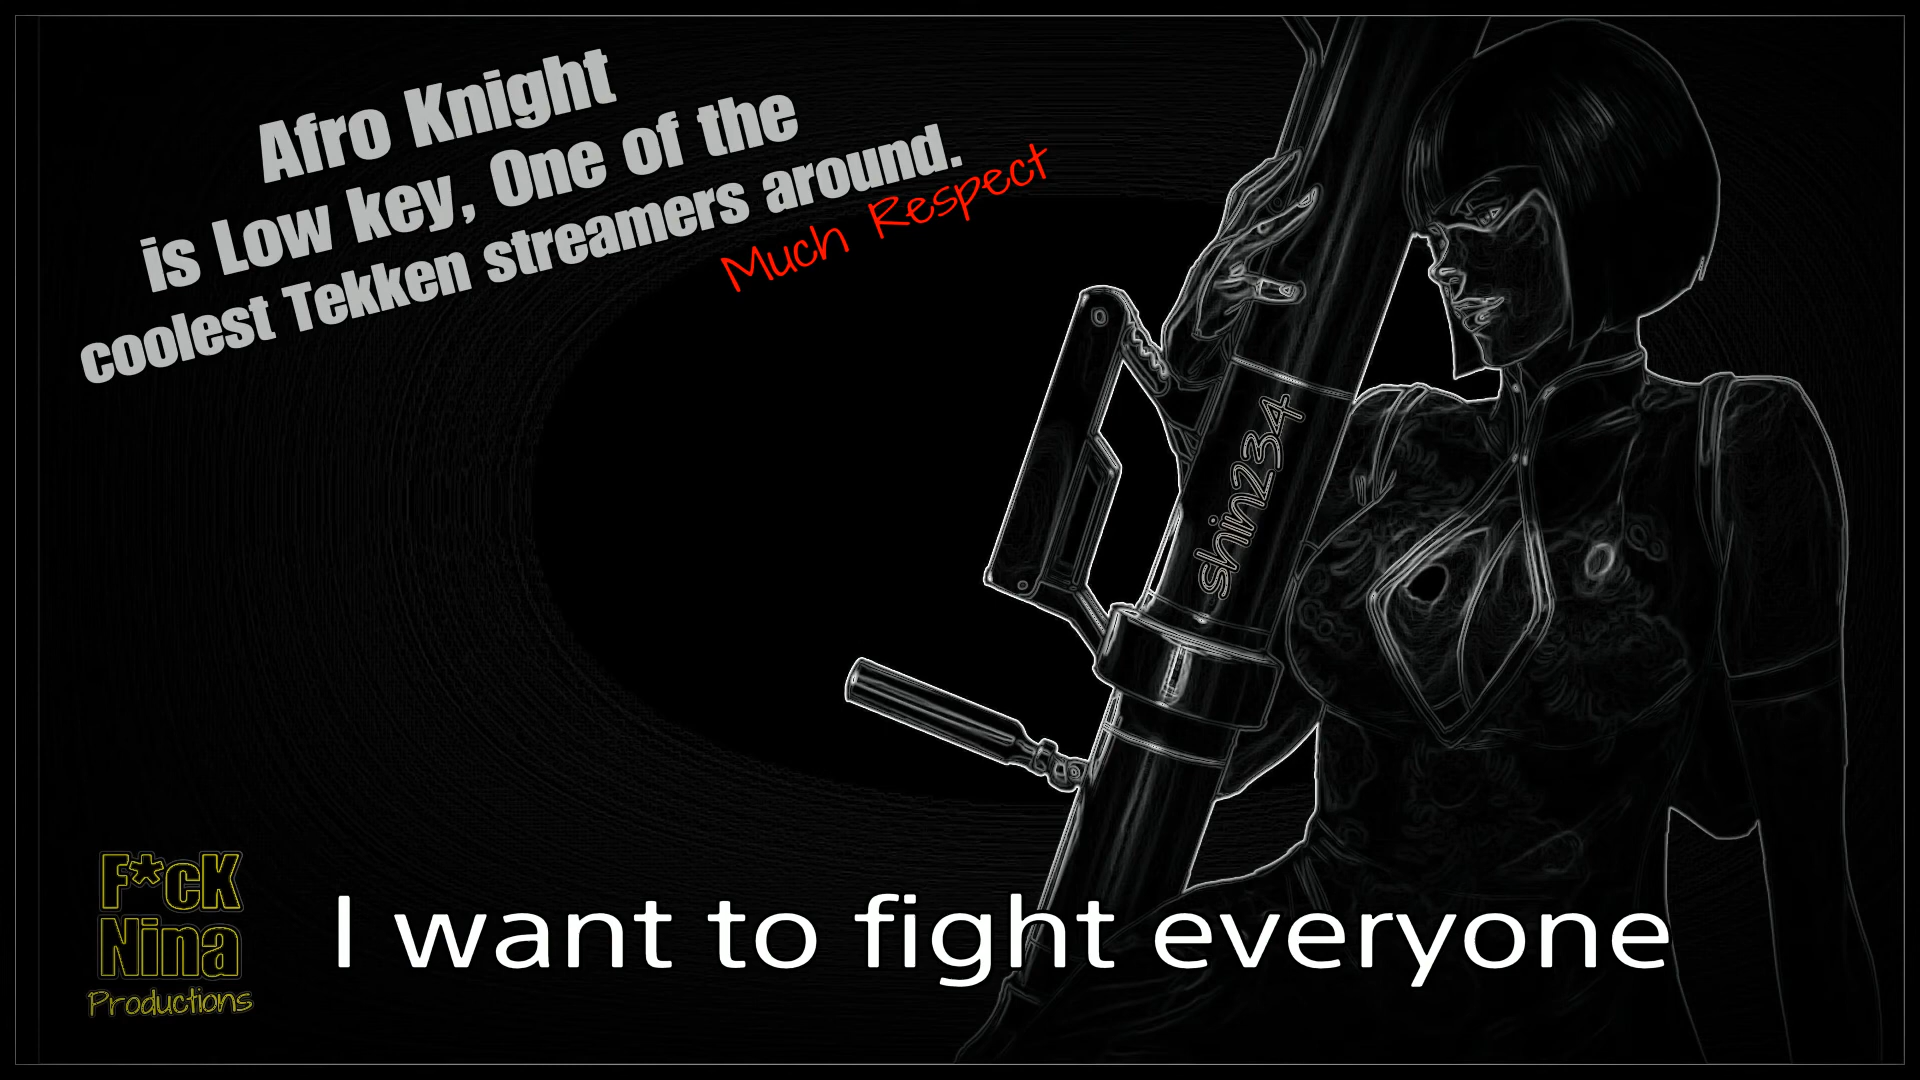 Afro Knight
is Low key, One of the
coolest Tekken streamers around.
Much Respect
shin234
F*cK
Nina
Productions
I want to fight everyone